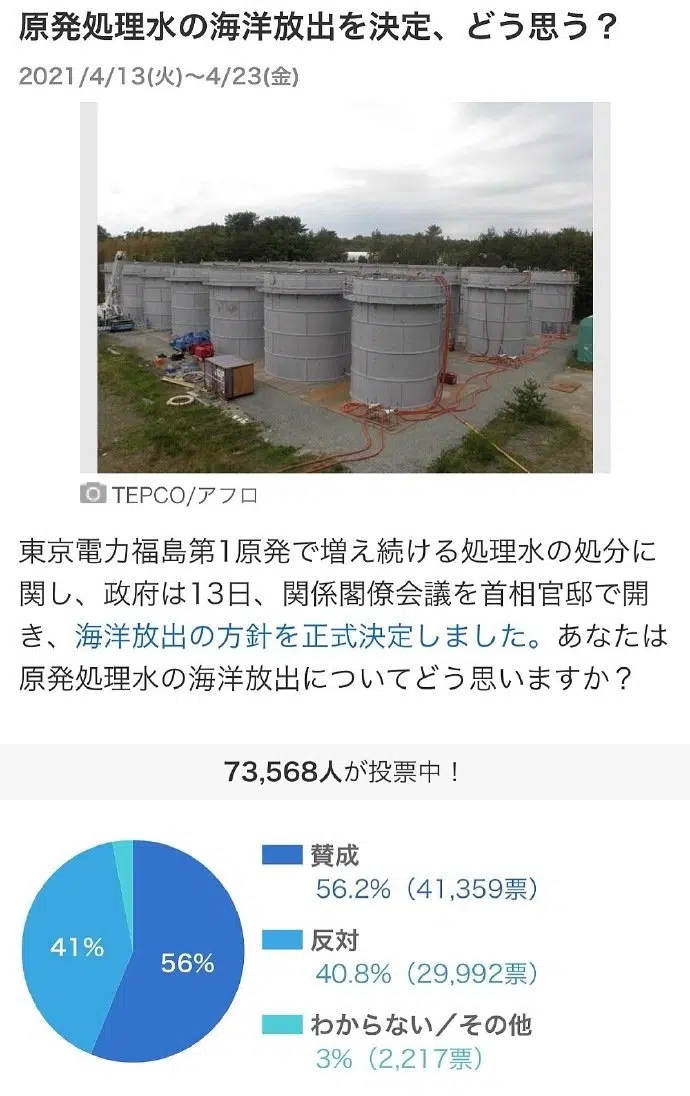 原発処理水の海洋放出を決定、どう思う？
2021/4/13(火)〜4/23(金)
TEPCO/アフロ
東京電力福島第1原発で増え続ける処理水の処分に
関し、政府は13日、関係閣僚会議を首相官邸で開
き、海洋放出の方針を正式決定しました。あなたは
原発処理水の海洋放出についてどう思いますか？
73,568人が投票中！
41%
56%
賛成
56.2%（41,359票）
反対
40.8%（29,992票）
わからない／その他
3%（2,217票）